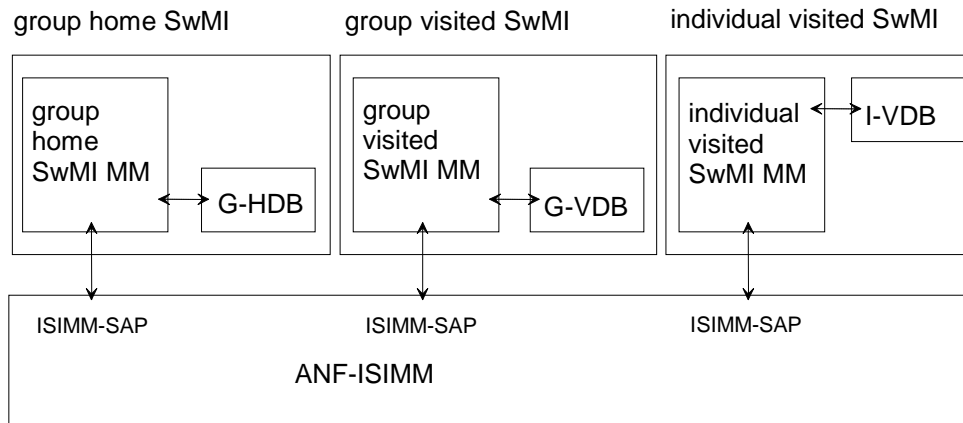 group home SwMI
group visited SwMI
individual visited SwMI
group
home
SwMI MM
G-HDB
group
visited
SwMI MM
G-VDB
individual
visited
SwMI MM
I-VDB
ISIMM-SAP
ISIMM-SAP
ISIMM-SAP
ANF-ISIMM